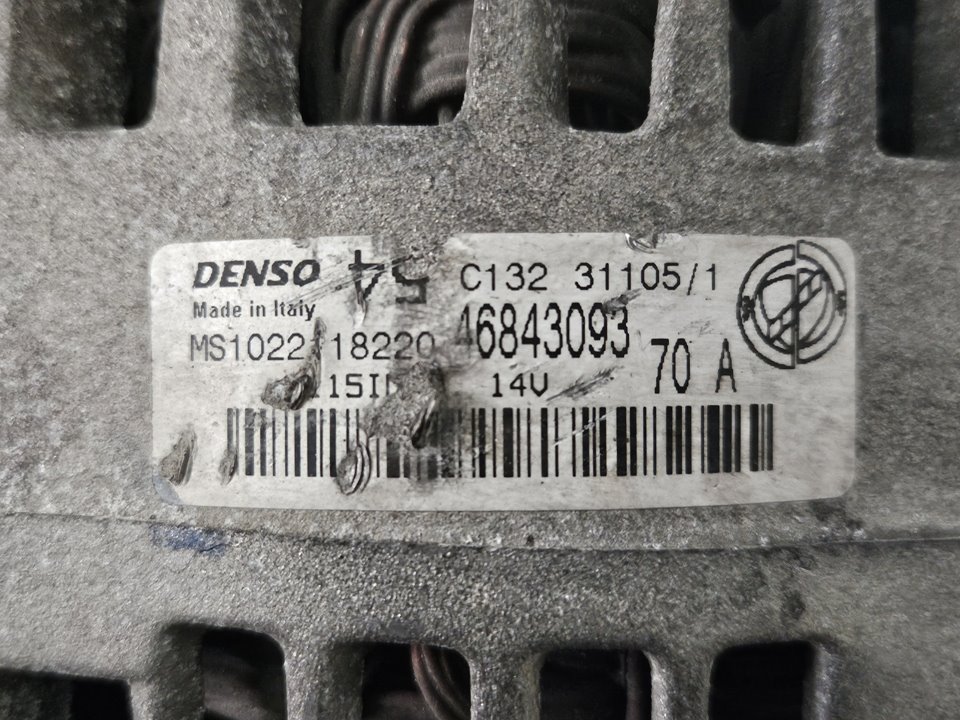 DENSO 54 C132 31105/1
Made in Italy
MS1022 18220 46843093
14V 70 A